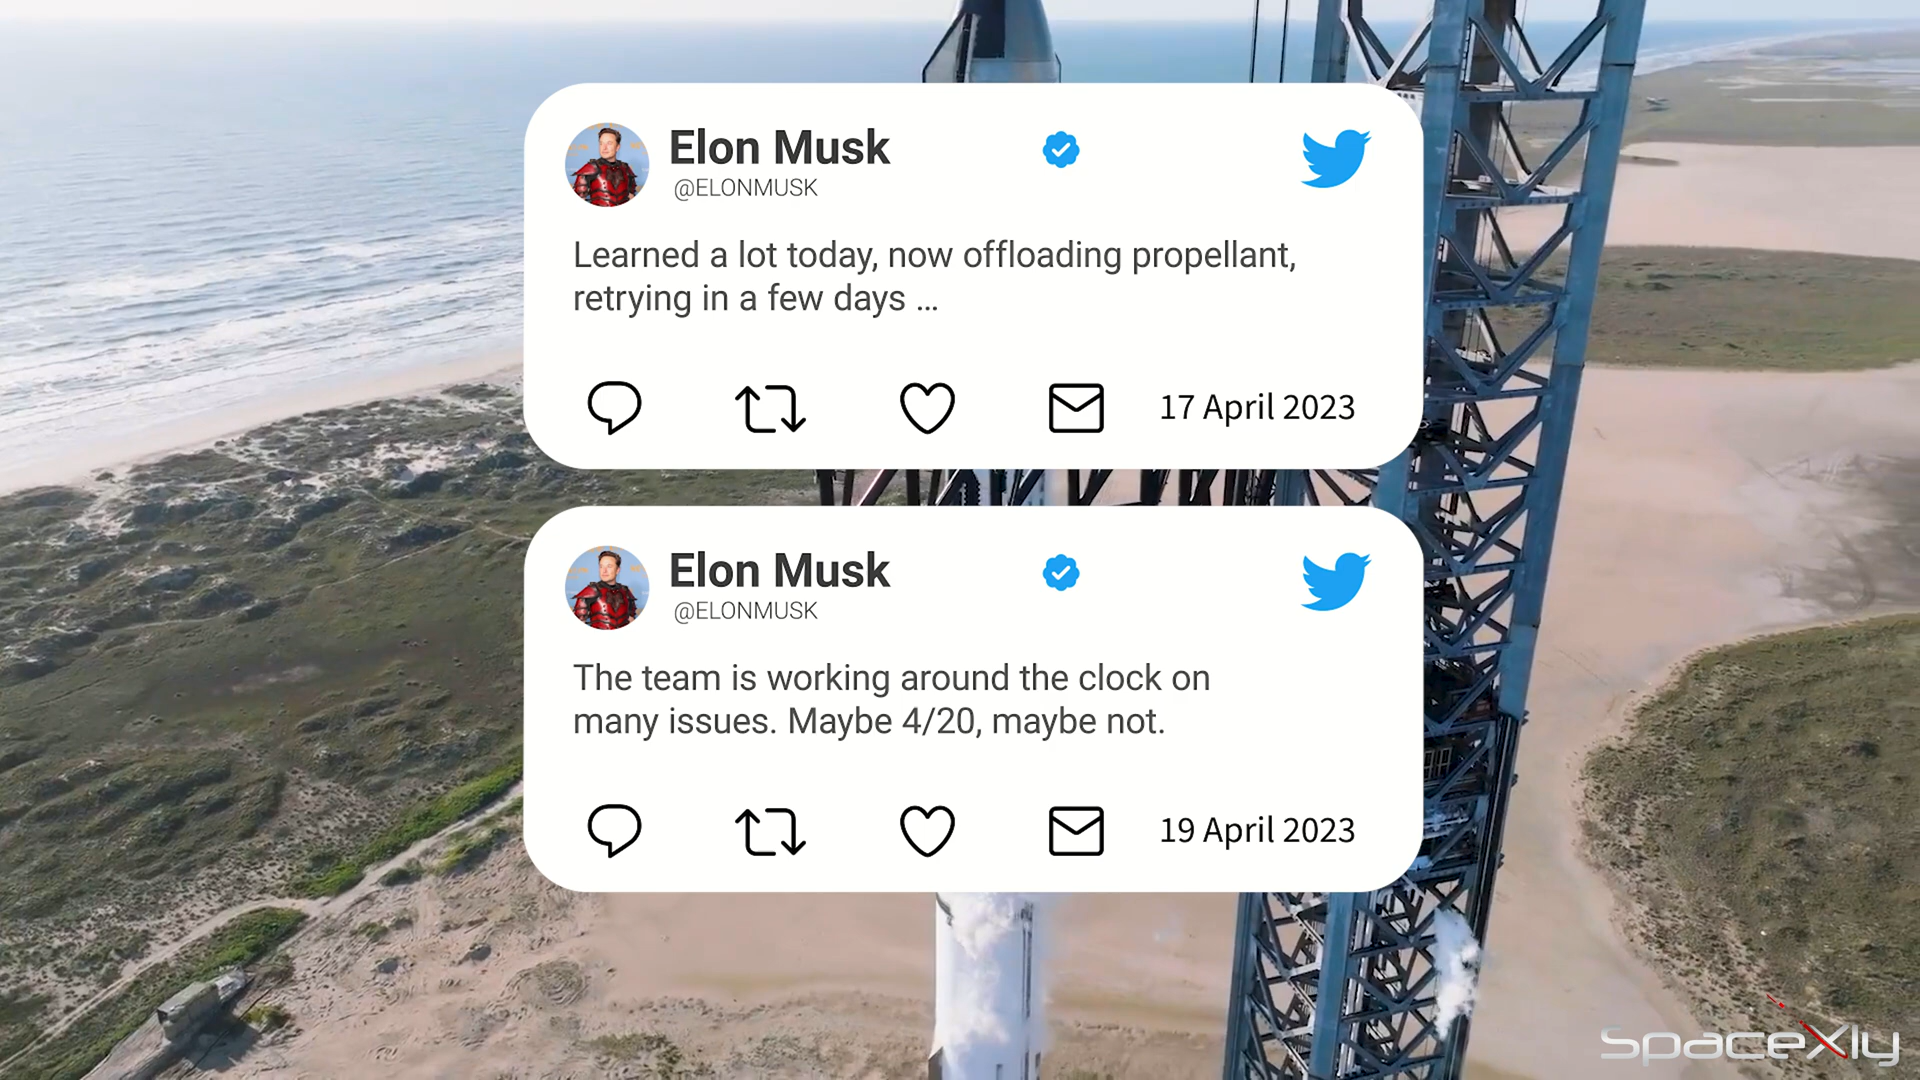 Elon Musk
@ELONMUSK
Learned a lot today, now offloading propellant,
retrying in a few days ...
17 April 2023
Elon Musk
@ELONMUSK
The team is working around the clock on
many issues. Maybe 4/20, maybe not.
19 April 2023
SpaceXly